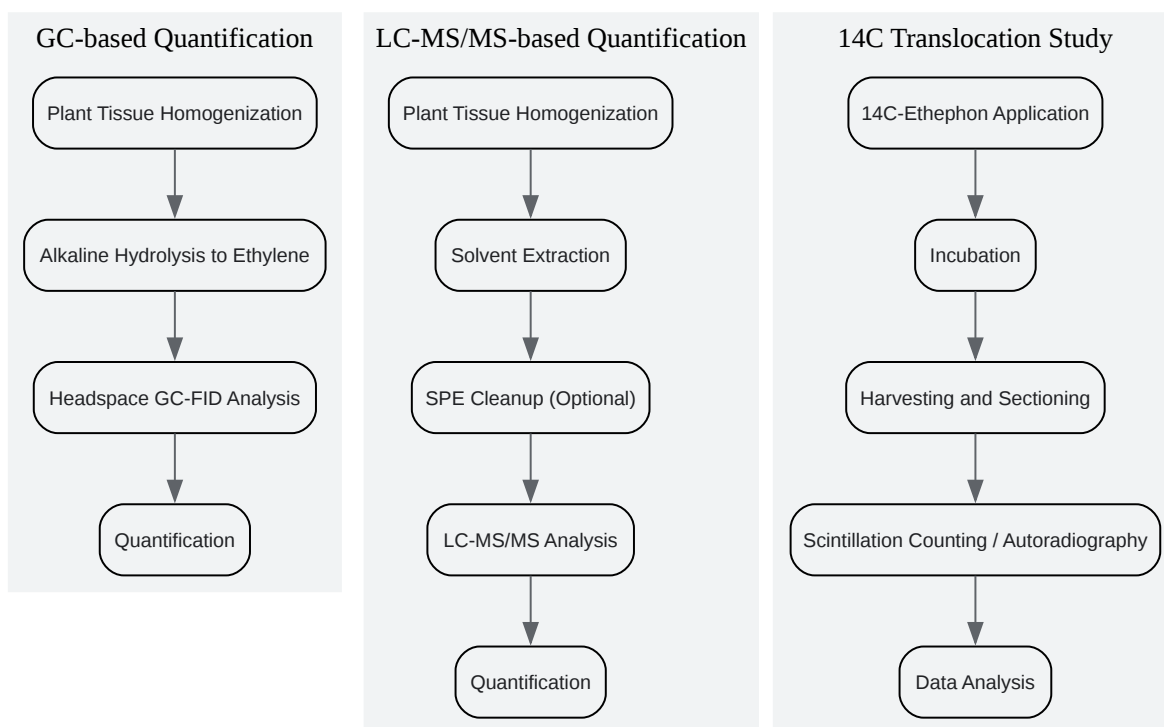 GC-based Quantification
Plant Tissue Homogenization
Alkaline Hydrolysis to Ethylene
Headspace GC-FID Analysis
Quantification
LC-MS/MS-based Quantification
Plant Tissue Homogenization
Solvent Extraction
SPE Cleanup (Optional)
LC-MS/MS Analysis
Quantification
14C Translocation Study
14C-Ethephon Application
Incubation
Harvesting and Sectioning
Scintillation Counting / Autoradiography
Data Analysis